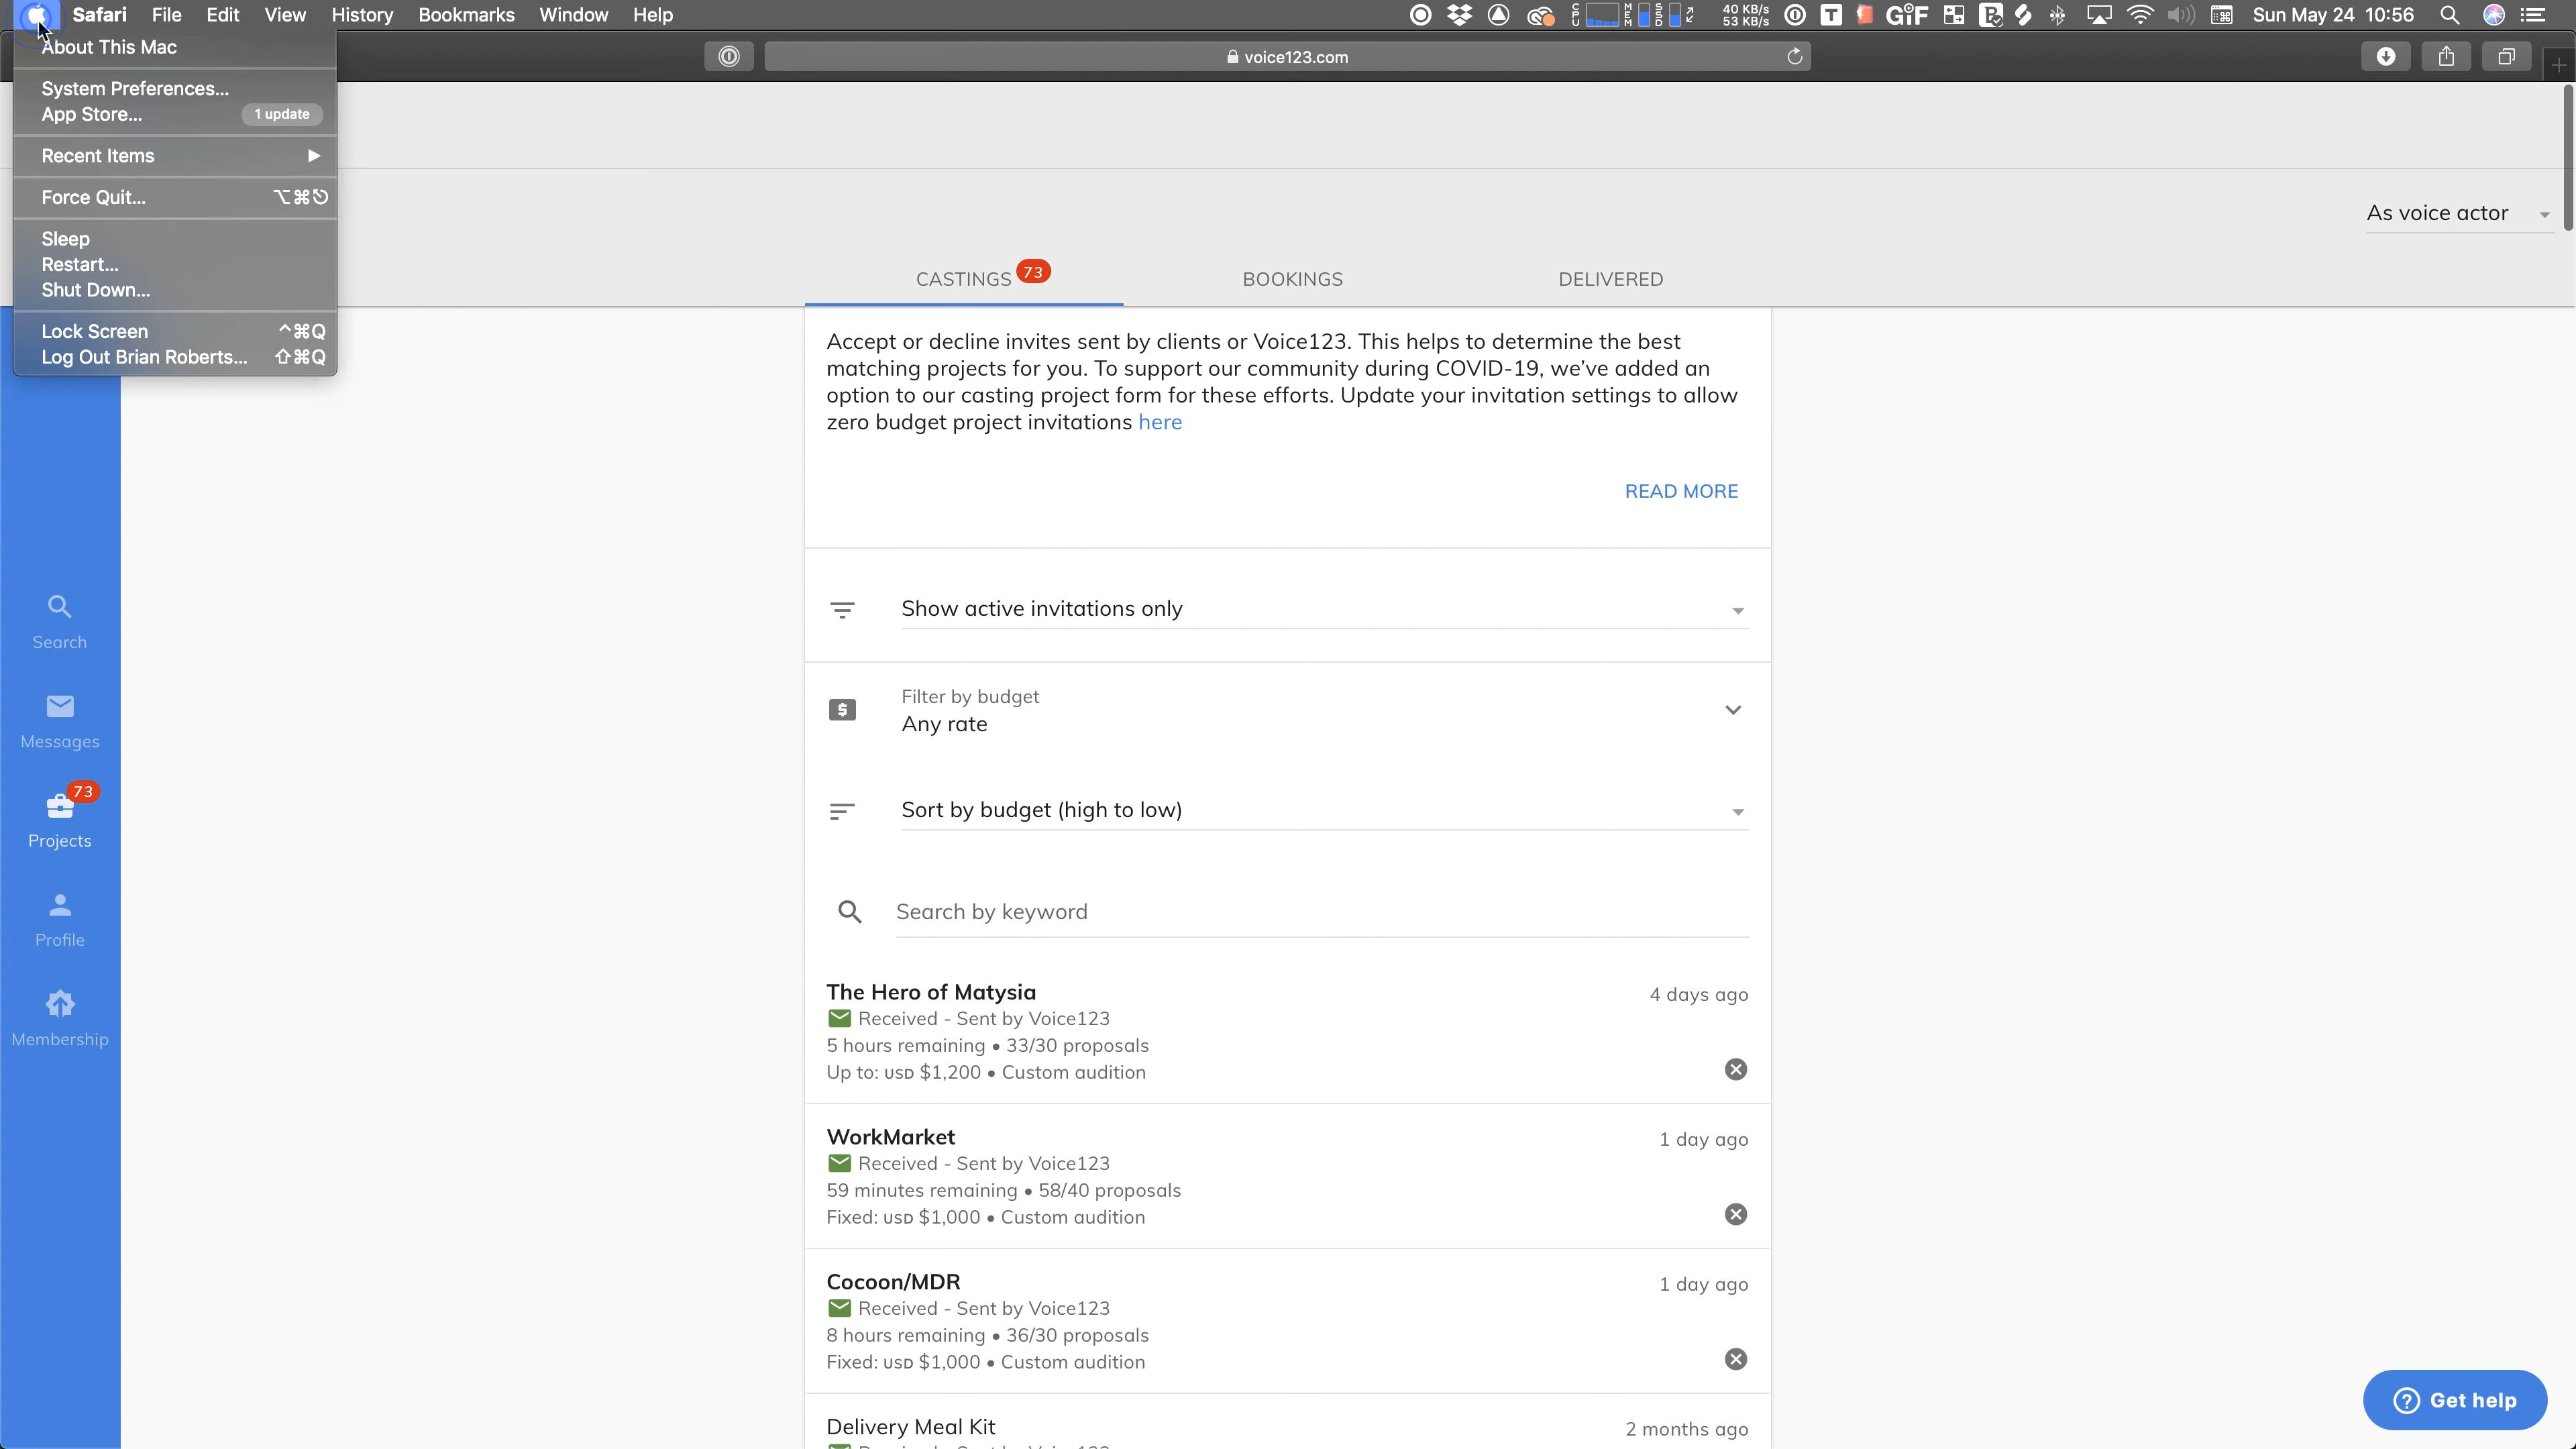 Safari File Edit View History Bookmarks Window Help
CPU MEM SSD 40 KB/s
53 KB/s
T GIF Sun May 24 10:56
About This Mac
System Preferences...
App Store... 1 update
Recent Items ▶
Force Quit... ⌥⌘⎋
Sleep
Restart...
Shut Down...
Lock Screen ^⌘Q
Log Out Brian Roberts... ⇧⌘Q
voice123.com
As voice actor
CASTINGS 73 BOOKINGS DELIVERED
Accept or decline invites sent by clients or Voice123. This helps to determine the best
matching projects for you. To support our community during COVID-19, we’ve added an
option to our casting project form for these efforts. Update your invitation settings to allow
zero budget project invitations here
READ MORE
Show active invitations only
Filter by budget
Any rate
Sort by budget (high to low)
Search by keyword
Search
Messages
73
Projects
Profile
Membership
The Hero of Matysia 4 days ago
Received - Sent by Voice123
5 hours remaining • 33/30 proposals
Up to: USD $1,200 • Custom audition
WorkMarket 1 day ago
Received - Sent by Voice123
59 minutes remaining • 58/40 proposals
Fixed: USD $1,000 • Custom audition
Cocoon/MDR 1 day ago
Received - Sent by Voice123
8 hours remaining • 36/30 proposals
Fixed: USD $1,000 • Custom audition
Delivery Meal Kit 2 months ago
Get help